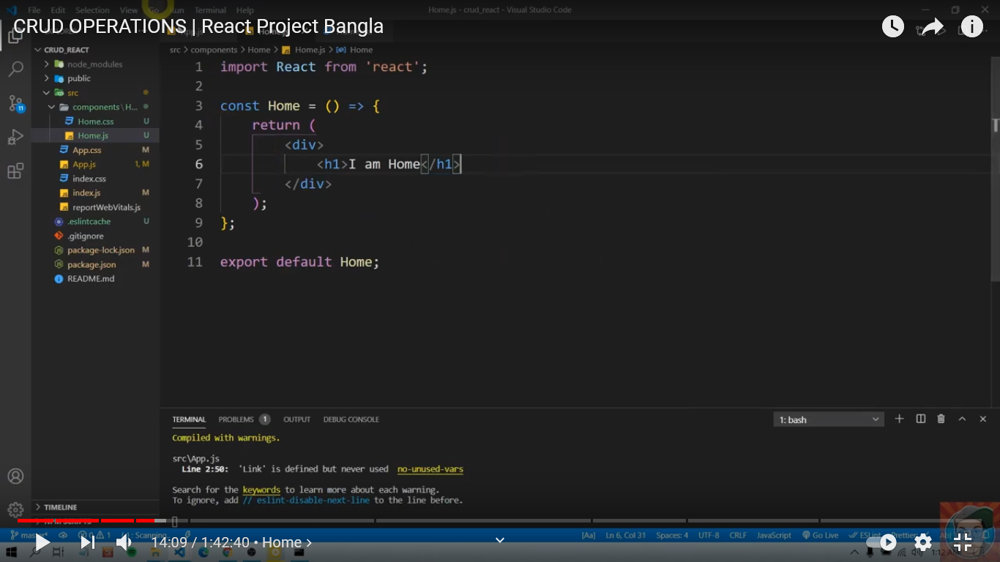 File Edit Selection View Go Run Terminal Help
Home.js - crud_react - Visual Studio Code
CRUD OPERATIONS | React Project Bangla
CRUD_REACT
node_modules
public
src
components \ H...
Home.css U
Home.js U
App.css M
App.js 1, M
index.css
index.js M
reportWebVitals.js
.eslintcache U
.gitignore
package-lock.json M
package.json M
README.md
TIMELINE
src > components > Home > Home.js > Home
1 import React from 'react';
2
3 const Home = () => {
4 return (
5 <div>
6 <h1>I am Home</h1>
7 </div>
8 );
9 };
10
11 export default Home;
TERMINAL PROBLEMS 1 OUTPUT DEBUG CONSOLE
1: bash
Compiled with warnings.
src\App.js
Line 2:50: 'Link' is defined but never used no-unused-vars
Search for the keywords to learn more about each warning.
To ignore, add // eslint-disable-next-line to the line before.
11
Ln 6, Col 31 Spaces: 4 UTF-8 CRLF JavaScript Go Live ESLint Prettier
14:09 / 1:42:40 • Home >